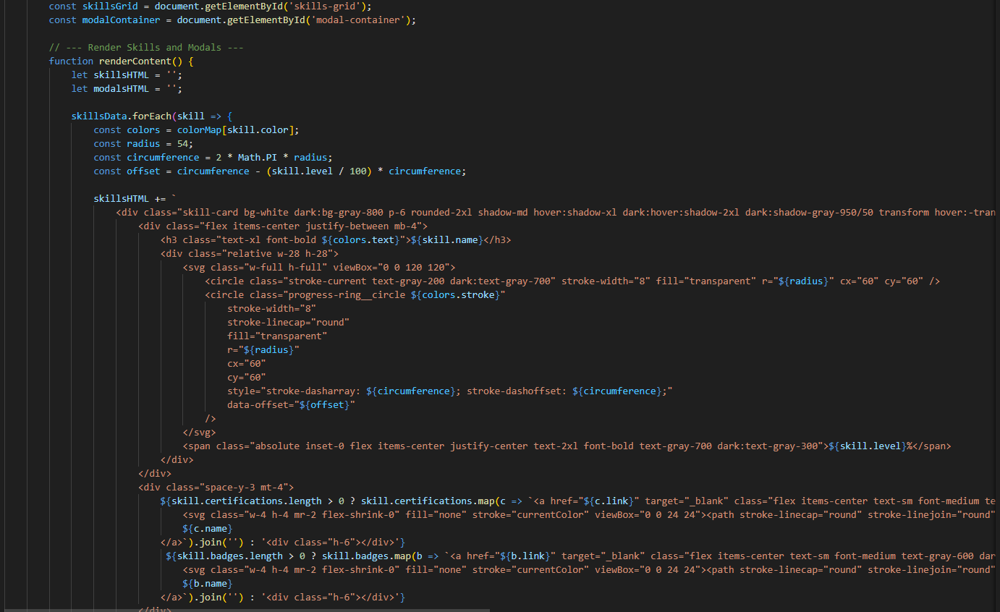 const skillsGrid = document.getElementById('skills-grid');
const modalContainer = document.getElementById('modal-container');
// --- Render Skills and Modals ---
function renderContent() {
let skillsHTML = '';
let modalsHTML = '';
skillsData.forEach(skill => {
const colors = colorMap[skill.color];
const radius = 54;
const circumference = 2 * Math.PI * radius;
const offset = circumference - (skill.level / 100) * circumference;
skillsHTML += `
<div class="skill-card bg-white dark:bg-gray-800 p-6 rounded-2xl shadow-md hover:shadow-xl dark:hover:shadow-2xl dark:shadow-gray-950/50 transform hover:-tran
<div class="flex items-center justify-between mb-4">
<h3 class="text-xl font-bold ${colors.text}">${skill.name}</h3>
<div class="relative w-28 h-28">
<svg class="w-full h-full" viewBox="0 0 120 120">
<circle class="stroke-current text-gray-200 dark:text-gray-700" stroke-width="8" fill="transparent" r="${radius}" cx="60" cy="60" />
<circle class="progress-ring__circle ${colors.stroke}"
stroke-width="8"
stroke-linecap="round"
fill="transparent"
r="${radius}"
cx="60"
cy="60"
style="stroke-dasharray: ${circumference}; stroke-dashoffset: ${circumference};"
data-offset="${offset}"
/>
</svg>
<span class="absolute inset-0 flex items-center justify-center text-2xl font-bold text-gray-700 dark:text-gray-300">${skill.level}%</span>
</div>
</div>
<div class="space-y-3 mt-4">
${skill.certifications.length > 0 ? skill.certifications.map(c => `<a href="${c.link}" target="_blank" class="flex items-center text-sm font-medium te
<svg class="w-4 h-4 mr-2 flex-shrink-0" fill="none" stroke="currentColor" viewBox="0 0 24 24"><path stroke-linecap="round" stroke-linejoin="round"
${c.name}
</a>`).join('') : '<div class="h-6"></div>'}
${skill.badges.length > 0 ? skill.badges.map(b => `<a href="${b.link}" target="_blank" class="flex items-center text-sm font-medium text-gray-600 dar
<svg class="w-4 h-4 mr-2 flex-shrink-0" fill="none" stroke="currentColor" viewBox="0 0 24 24"><path stroke-linecap="round" stroke-linejoin="round"
${b.name}
</a>`).join('') : '<div class="h-6"></div>'}
</div>